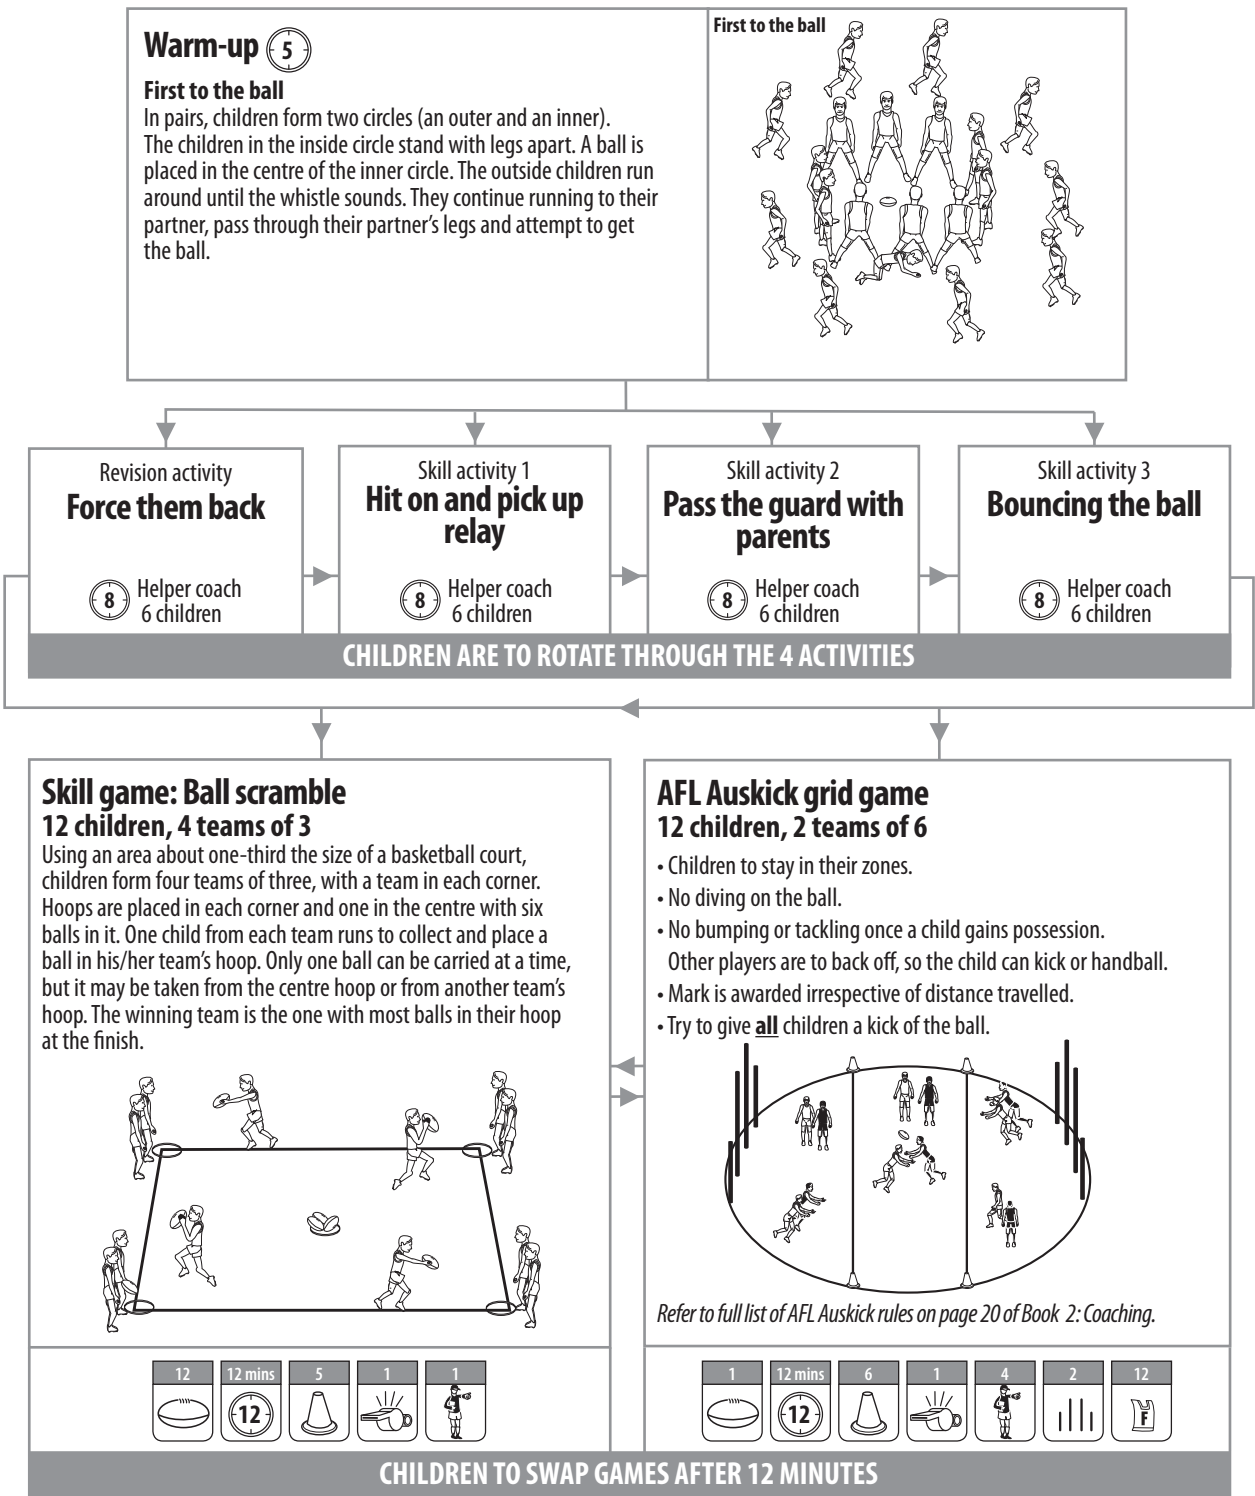 Warm-up 5
First to the ball
In pairs, children form two circles (an outer and an inner).
The children in the inside circle stand with legs apart. A ball is
placed in the centre of the inner circle. The outside children run
around until the whistle sounds. They continue running to their
partner, pass through their partner's legs and attempt to get
the ball.
First to the ball
Revision activity
Force them back
8 Helper coach
6 children
Skill activity 1
Hit on and pick up
relay
8 Helper coach
6 children
Skill activity 2
Pass the guard with
parents
8 Helper coach
6 children
Skill activity 3
Bouncing the ball
8 Helper coach
6 children
CHILDREN ARE TO ROTATE THROUGH THE 4 ACTIVITIES
Skill game: Ball scramble
12 children, 4 teams of 3
Using an area about one-third the size of a basketball court,
children form four teams of three, with a team in each corner.
Hoops are placed in each corner and one in the centre with six
balls in it. One child from each team runs to collect and place a
ball in his/her team's hoop. Only one ball can be carried at a time,
but it may be taken from the centre hoop or from another team's
hoop. The winning team is the one with most balls in their hoop
at the finish.
12 12 mins 5 1 1
12
AFL Auskick grid game
12 children, 2 teams of 6
• Children to stay in their zones.
• No diving on the ball.
• No bumping or tackling once a child gains possession.
Other players are to back off, so the child can kick or handball.
• Mark is awarded irrespective of distance travelled.
• Try to give all children a kick of the ball.
Refer to full list of AFL Auskick rules on page 20 of Book 2: Coaching.
1 12 mins 6 1 4 2 12
12 F
CHILDREN TO SWAP GAMES AFTER 12 MINUTES